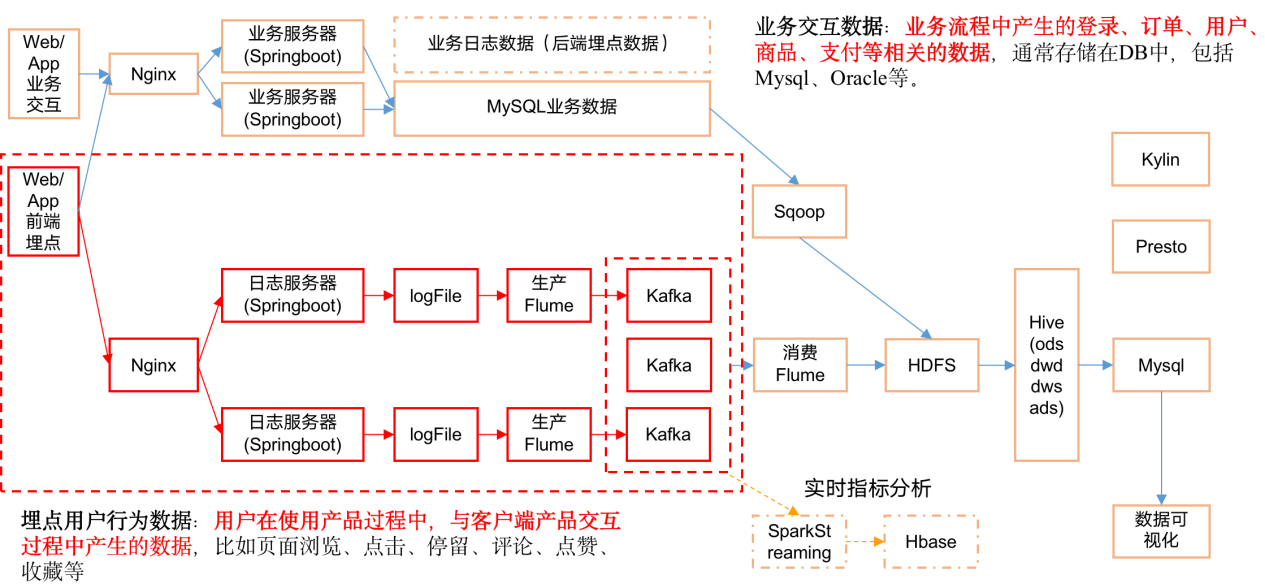 Web/
App
业务
交互
Nginx
业务服务器
(Springboot)
业务服务器
(Springboot)
业务日志数据（后端埋点数据）
MySQL业务数据
业务交互数据：业务流程中产生的登录、订单、用户、
商品、支付等相关的数据，通常存储在DB中，包括
Mysql、Oracle等。
Web/
App
前端
埋点
Nginx
日志服务器
(Springboot)
logFile
生产
Flume
Kafka
Kafka
日志服务器
(Springboot)
logFile
生产
Flume
Kafka
Sqoop
消费
Flume
HDFS
Hive
(ods
dwd
dws
ads)
Kylin
Presto
Mysql
数据可
视化
实时指标分析
SparkSt
reaming
Hbase
埋点用户行为数据：用户在使用产品过程中，与客户端产品交互
过程中产生的数据，比如页面浏览、点击、停留、评论、点赞、
收藏等